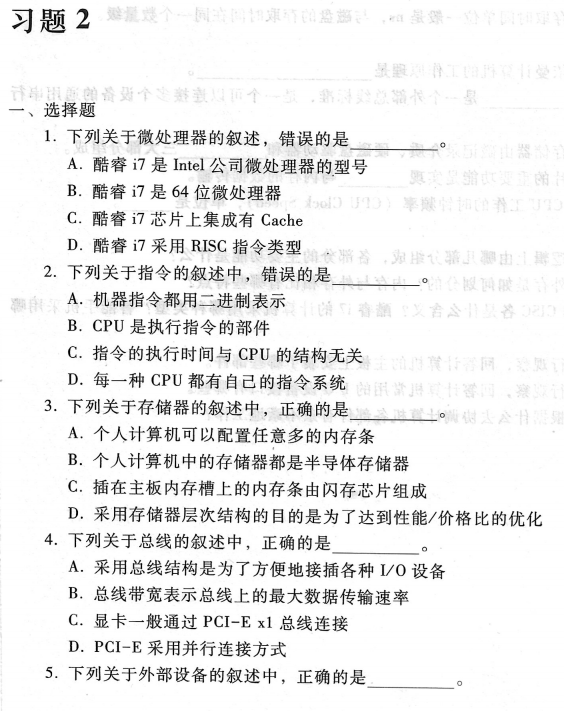 习题 2
一、选择题
1. 下列关于微处理器的叙述，错误的是________。
A. 酷睿 i7 是 Intel 公司微处理器的型号
B. 酷睿 i7 是 64 位微处理器
C. 酷睿 i7 芯片上集成有 Cache
D. 酷睿 i7 采用 RISC 指令类型
2. 下列关于指令的叙述中，错误的是________。
A. 机器指令都用二进制表示
B. CPU 是执行指令的部件
C. 指令的执行时间与 CPU 的结构无关
D. 每一种 CPU 都有自己的指令系统
3. 下列关于存储器的叙述中，正确的是________。
A. 个人计算机可以配置任意多的内存条
B. 个人计算机中的存储器都是半导体存储器
C. 插在主板内存槽上的内存条由闪存芯片组成
D. 采用存储器层次结构的目的是为了达到性能/价格比的优化
4. 下列关于总线的叙述中，正确的是________。
A. 采用总线结构是为了方便地接插各种 I/O 设备
B. 总线带宽表示总线上的最大数据传输速率
C. 显卡一般通过 PCI-E x1 总线连接
D. PCI-E 采用并行连接方式
5. 下列关于外部设备的叙述中，正确的是________。